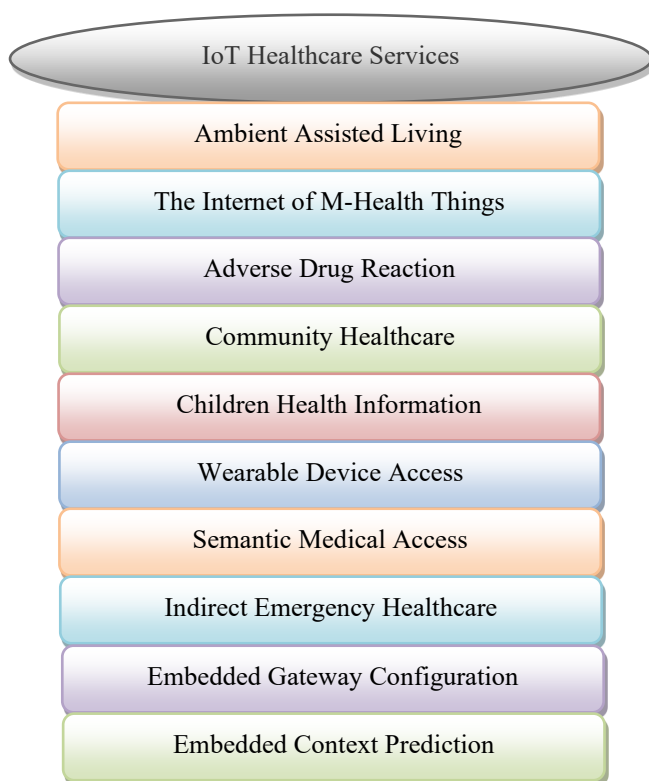 IoT Healthcare Services
Ambient Assisted Living
The Internet of M-Health Things
Adverse Drug Reaction
Community Healthcare
Children Health Information
Wearable Device Access
Semantic Medical Access
Indirect Emergency Healthcare
Embedded Gateway Configuration
Embedded Context Prediction